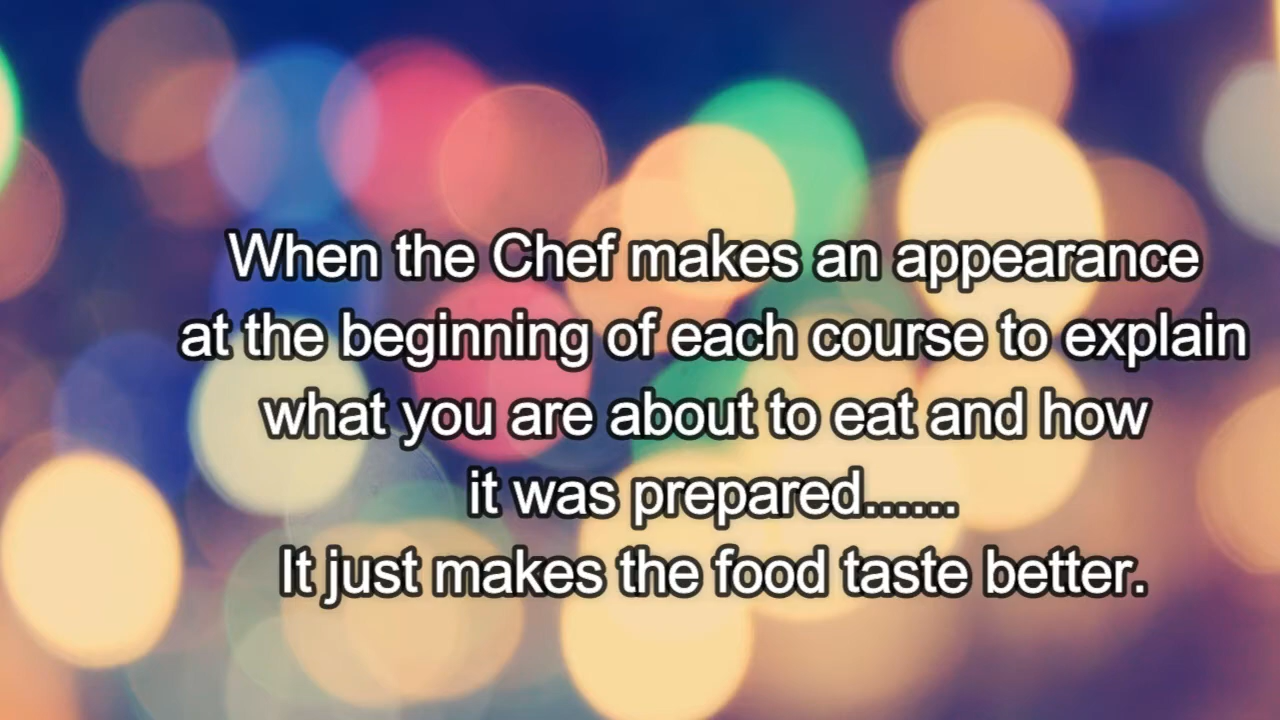 When the Chef makes an appearance
at the beginning of each course to explain
what you are about to eat and how
it was prepared......
It just makes the food taste better.